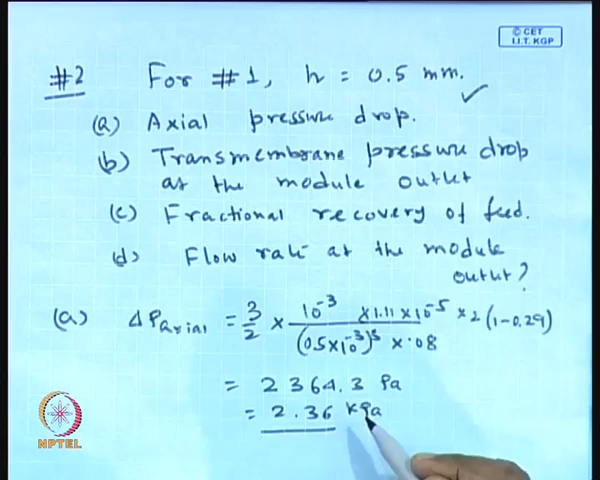 © CET
I.I.T. KGP
#2 For #1, h = 0.5 mm.
(a) Axial pressure drop.
(b) Transmembrane pressure drop
at the module outlet
(c) Fractional recovery of feed.
(d) Flow rate at the module
outlet?
(a) ΔP axial = 3/2 × (10⁻³ × 1.11 × 10⁻⁵)/((0.5 × 10⁻³)³ × .08) × 2 (1 - 0.29)
= 2364.3 Pa
= 2.36 kPa
NPTEL